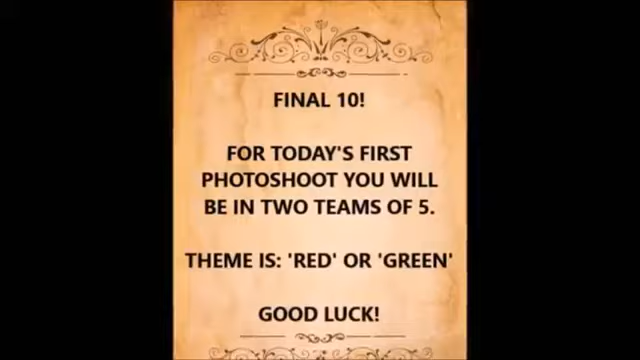 FINAL 10!
FOR TODAY'S FIRST
PHOTOSHOOT YOU WILL
BE IN TWO TEAMS OF 5.
THEME IS: 'RED' OR 'GREEN'
GOOD LUCK!